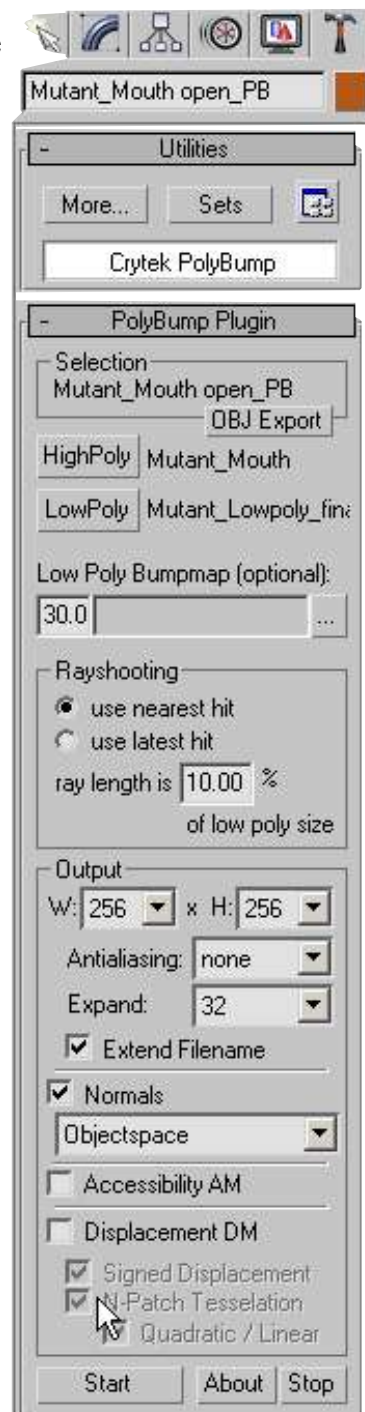 Mutant_Mouth open_PB
- Utilities
More... Sets
Crytek PolyBump
- PolyBump Plugin
Selection
Mutant_Mouth open_PB
OBJ Export
HighPoly Mutant_Mouth
LowPoly Mutant_Lowpoly_fina
Low Poly Bumpmap (optional):
30.0 ...
Rayshooting
use nearest hit
use latest hit
ray length is 10.00 %
of low poly size
Output
W: 256 x H: 256
Antialiasing: none
Expand: 32
Extend Filename
Normals
Objectspace
Accessibility AM
Displacement DM
Signed Displacement
N-Patch Tesselation
Quadratic / Linear
Start About Stop